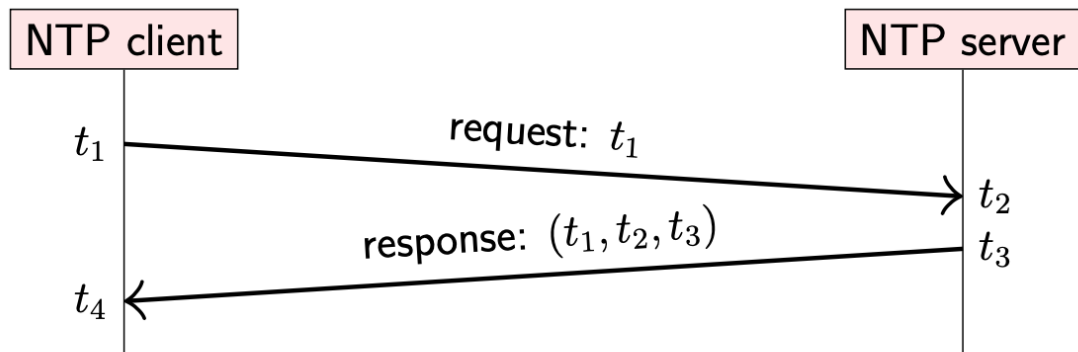 NTP client
NTP server
t₁
request: t₁
t₂
response: (t₁, t₂, t₃)
t₃
t₄